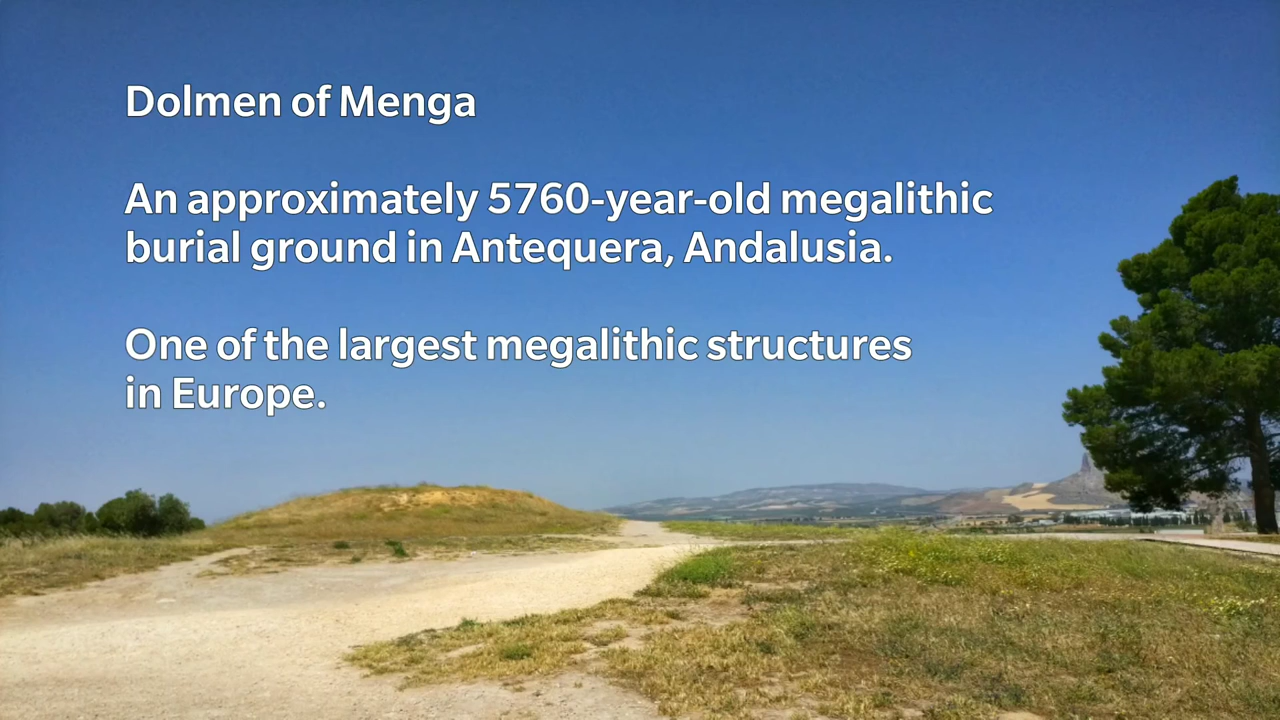 Dolmen of Menga
An approximately 5760-year-old megalithic
burial ground in Antequera, Andalusia.
One of the largest megalithic structures
in Europe.